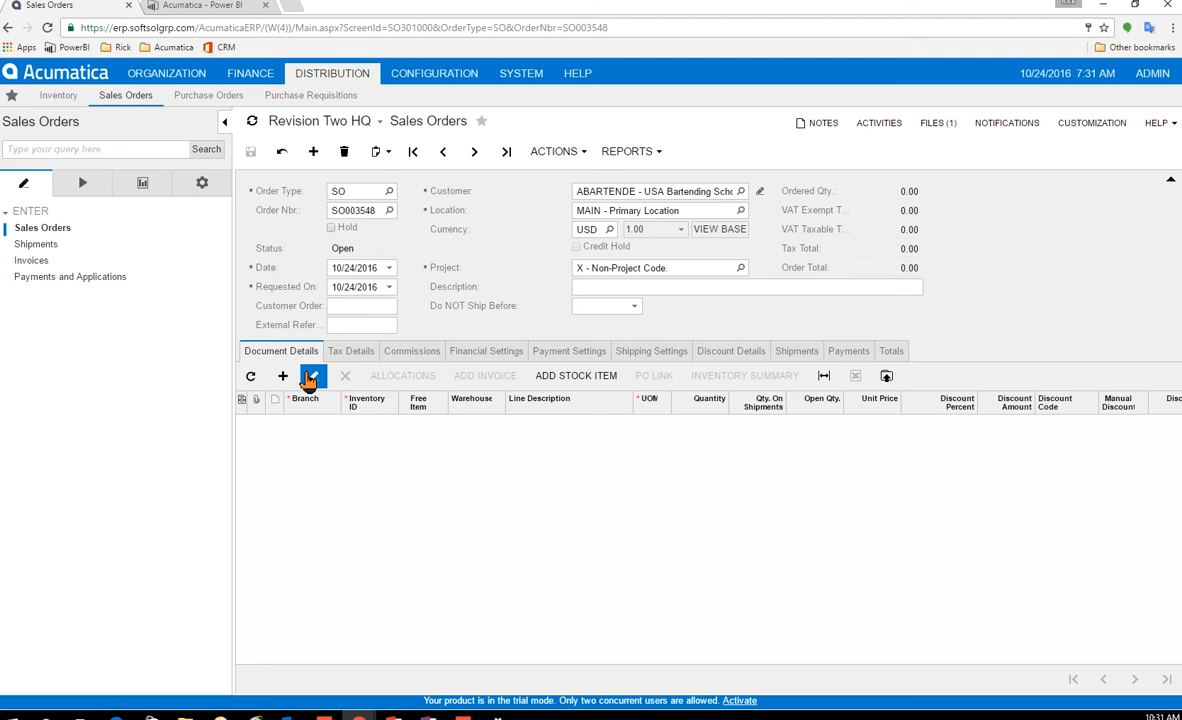 Sales Orders
Acumatica - Power BI
Rick
https://erp.softsolgrp.com/AcumaticaERP/(W(4))/Main.aspx?ScreenId=SO301000&OrderType=SO&OrderNbr=SO003548
Apps PowerBI Rick Acumatica CRM Other bookmarks
Acumatica ORGANIZATION FINANCE DISTRIBUTION CONFIGURATION SYSTEM HELP 10/24/2016 7:31 AM ADMIN
Inventory Sales Orders Purchase Orders Purchase Requisitions
Sales Orders
Type your query here Search
ENTER
Sales Orders
Shipments
Invoices
Payments and Applications
Revision Two HQ Sales Orders
NOTES ACTIVITIES FILES (1) NOTIFICATIONS CUSTOMIZATION HELP
ACTIONS REPORTS
* Order Type: SO * Customer: ABARTENDE - USA Bartending Scho Ordered Qty.: 0.00
Order Nbr.: SO003548 * Location: MAIN - Primary Location VAT Exempt T... 0.00
Hold Currency: USD 1.00 VIEW BASE VAT Taxable T... 0.00
Status: Open Credit Hold Tax Total: 0.00
* Date: 10/24/2016 * Project: X - Non-Project Code. Order Total: 0.00
* Requested On: 10/24/2016 Description:
Customer Order: Do NOT Ship Before:
External Refer...
Document Details Tax Details Commissions Financial Settings Payment Settings Shipping Settings Discount Details Shipments Payments Totals
ALLOCATIONS ADD INVOICE ADD STOCK ITEM PO LINK INVENTORY SUMMARY
* Branch * Inventory ID Free Item Warehouse Line Description * UOM Quantity Qty. On Shipments Open Qty. Unit Price Discount Percent Discount Amount Discount Code Manual Discount Disc
Your product is in the trial mode. Only two concurrent users are allowed. Activate
10:31 AM